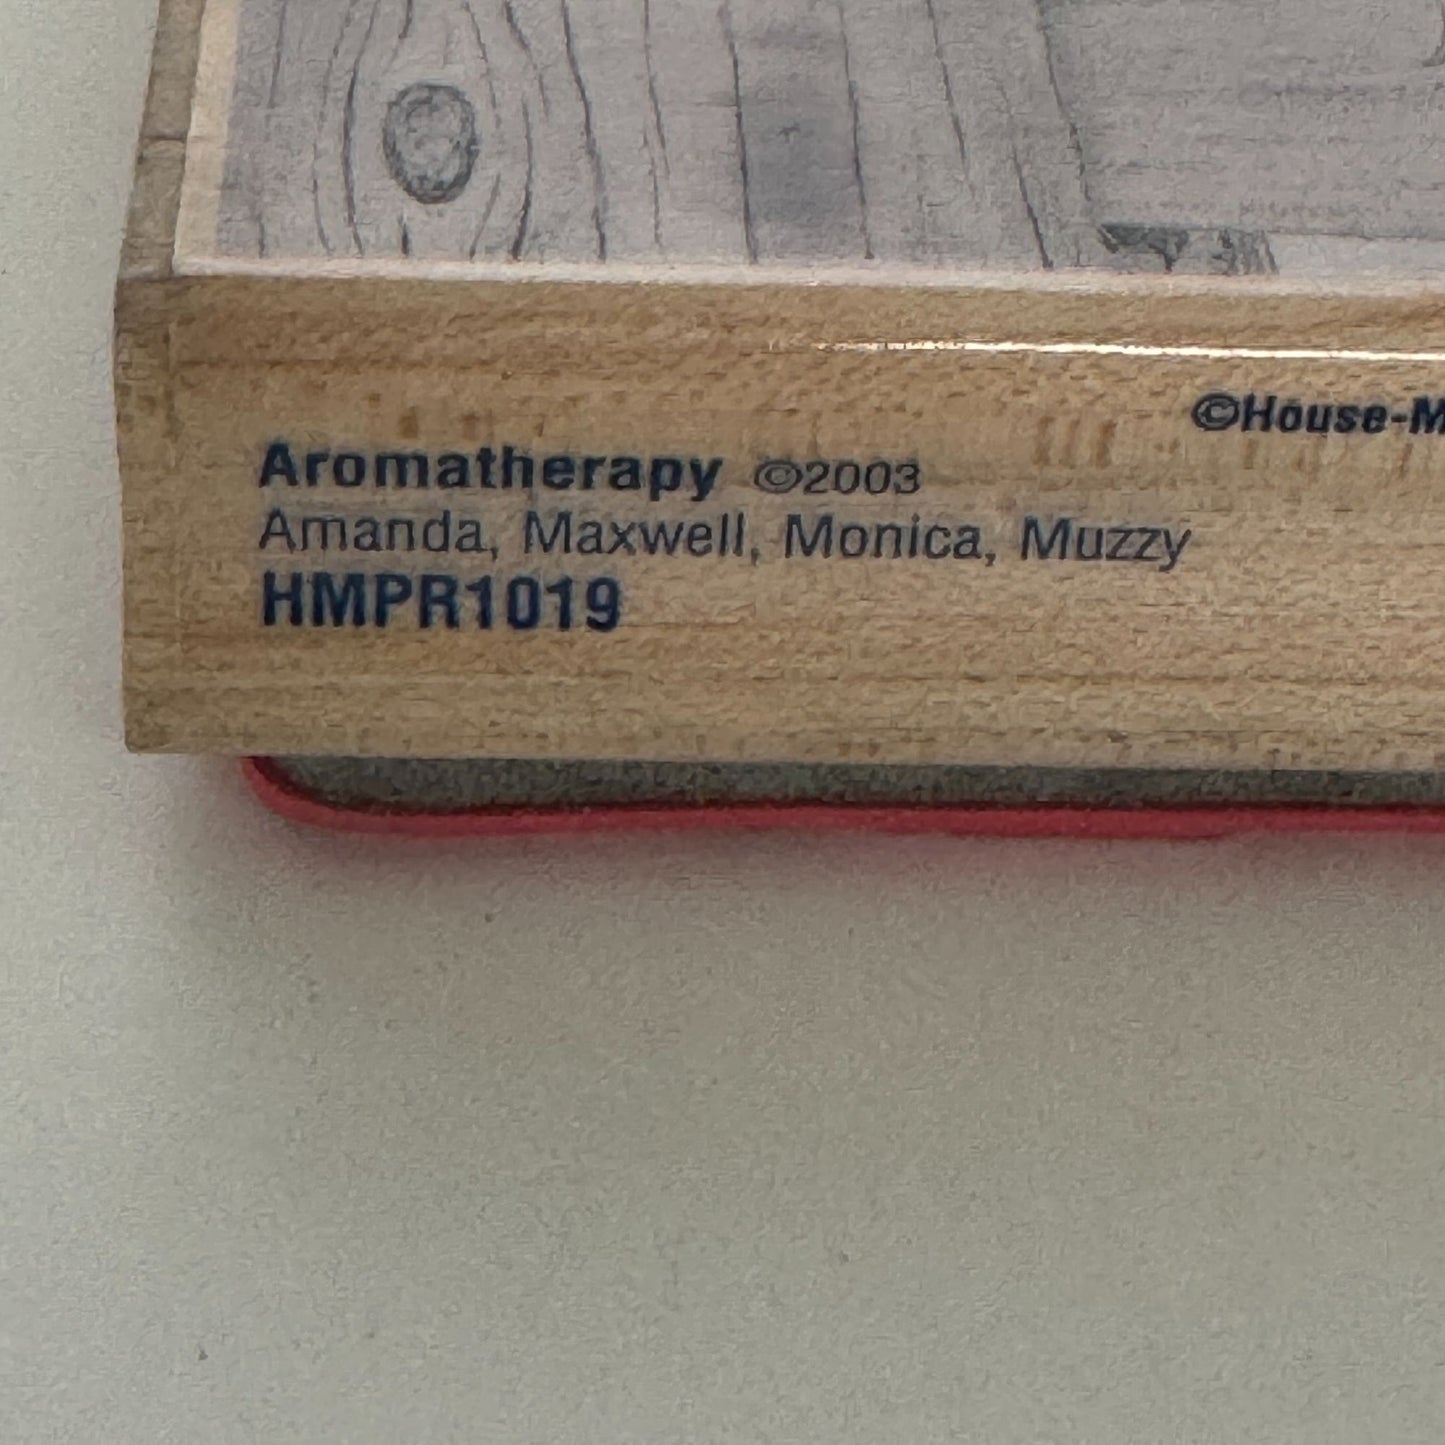 ©House-M
Aromatherapy ©2003
Amanda, Maxwell, Monica, Muzzy
HMPR1019